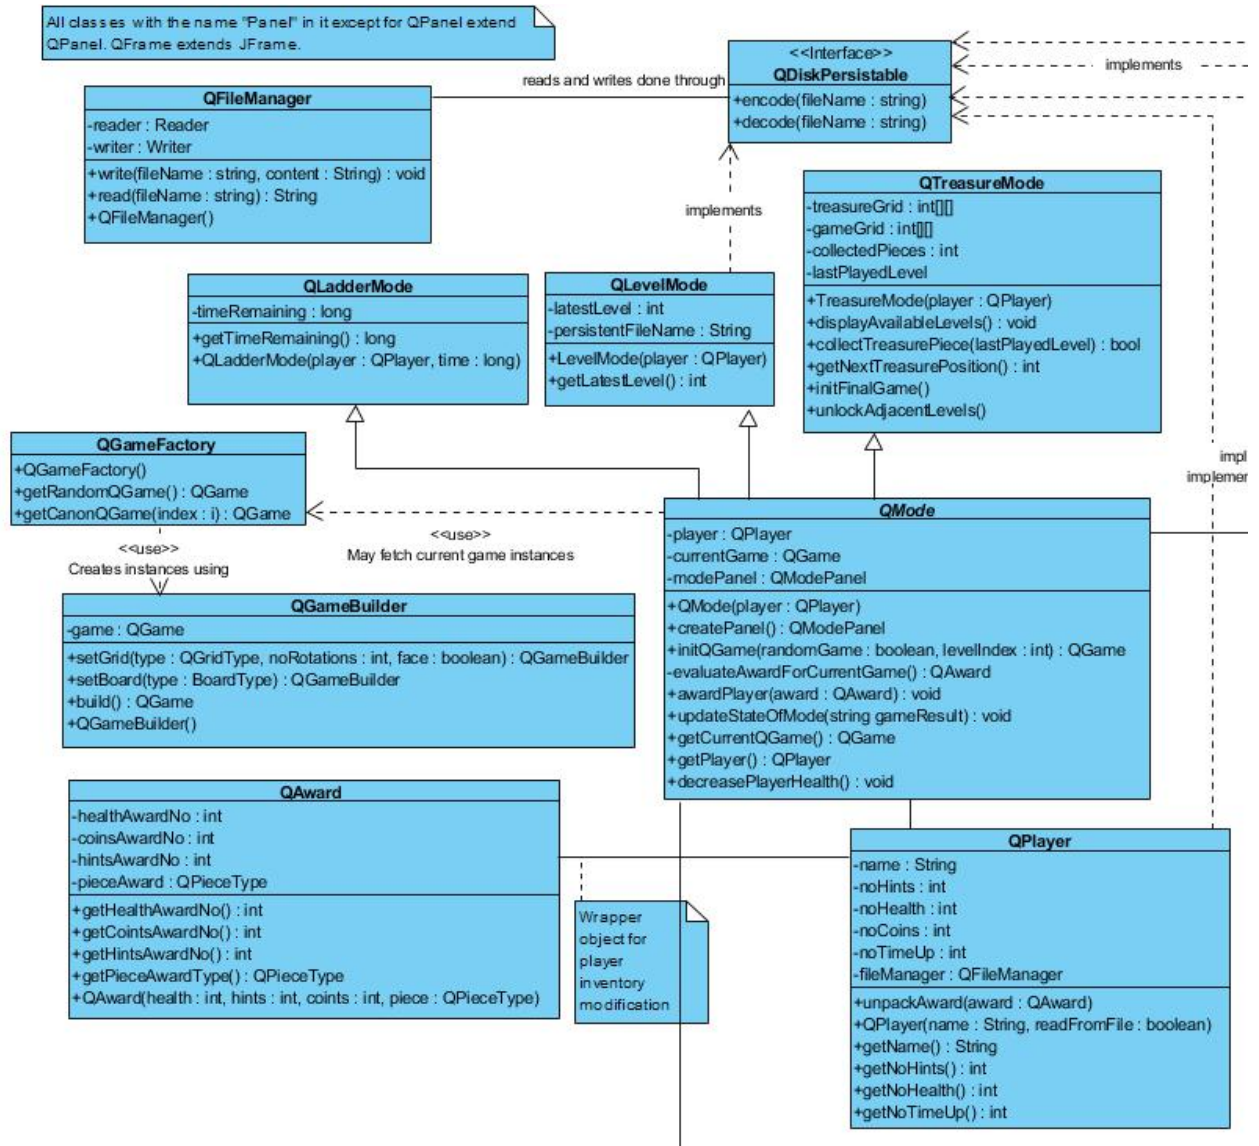 All classes with the name "Panel" in it except for QPanel extend
QPanel. QFrame extends JFrame.
<<Interface>>
QDiskPersistable
+encode(fileName : string)
+decode(fileName : string)
implements
reads and writes done through
QFileManager
-reader : Reader
-writer : Writer
+write(fileName : string, content : String) : void
+read(fileName : string) : String
+QFileManager()
implements
QTreasureMode
-treasureGrid : int[][]
-gameGrid : int[][]
-collectedPieces : int
-lastPlayedLevel
+TreasureMode(player : QPlayer)
+displayAvailableLevels() : void
+collectTreasurePiece(lastPlayedLevel) : bool
+getNextTreasurePosition() : int
+initFinalGame()
+unlockAdjacentLevels()
QLadderMode
-timeRemaining : long
+getTimeRemaining() : long
+QLadderMode(player : QPlayer, time : long)
QLevelMode
-latestLevel : int
-persistentFileName : String
+LevelMode(player : QPlayer)
+getLatestLevel() : int
QGameFactory
+QGameFactory()
+getRandomQGame() : QGame
+getCanonQGame(index : i) : QGame
impl
implemen
<<use>>
Creates instances using
<<use>>
May fetch current game instances
QMode
-player : QPlayer
-currentGame : QGame
-modePanel : QModePanel
+QMode(player : QPlayer)
+createPanel() : QModePanel
+initQGame(randomGame : boolean, levelIndex : int) : QGame
-evaluateAwardForCurrentGame() : QAward
+awardPlayer(award : QAward) : void
+updateStateOfMode(string gameResult) : void
+getCurrentQGame() : QGame
+getPlayer() : QPlayer
+decreasePlayerHealth() : void
QGameBuilder
-game : QGame
+setGrid(type : QGridType, noRotations : int, face : boolean) : QGameBuilder
+setBoard(type : BoardType) : QGameBuilder
+build() : QGame
+QGameBuilder()
QAward
-healthAwardNo : int
-coinsAwardNo : int
-hintsAwardNo : int
-pieceAward : QPieceType
+getHealthAwardNo() : int
+getCointsAwardNo() : int
+getHintsAwardNo() : int
+getPieceAwardType() : QPieceType
+QAward(health : int, hints : int, coints : int, piece : QPieceType)
Wrapper
object for
player
inventory
modification
QPlayer
-name : String
-noHints : int
-noHealth : int
-noCoins : int
-noTimeUp : int
-fileManager : QFileManager
+unpackAward(award : QAward)
+QPlayer(name : String, readFromFile : boolean)
+getName() : String
+getNoHints() : int
+getNoHealth() : int
+getNoTimeUp() : int